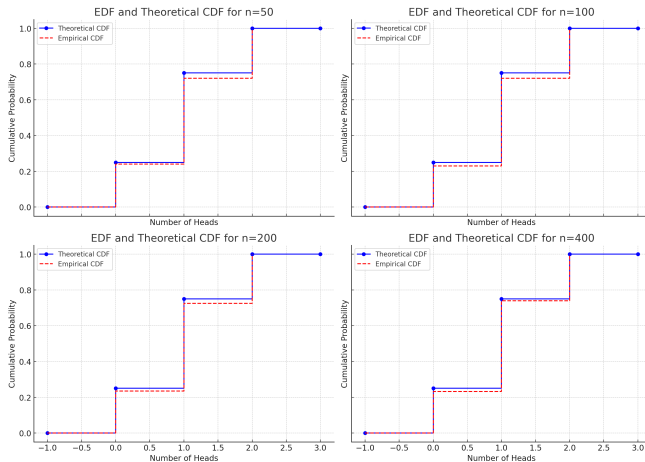 EDF and Theoretical CDF for n=50
Theoretical CDF
Empirical CDF
1.0
0.8
0.6
0.4
0.2
0.0
Cumulative Probability
Number of Heads
EDF and Theoretical CDF for n=100
Theoretical CDF
Empirical CDF
Cumulative Probability
Number of Heads
EDF and Theoretical CDF for n=200
Theoretical CDF
Empirical CDF
1.0
0.8
0.6
0.4
0.2
0.0
Cumulative Probability
−1.0 −0.5 0.0 0.5 1.0 1.5 2.0 2.5 3.0
Number of Heads
EDF and Theoretical CDF for n=400
Theoretical CDF
Empirical CDF
Cumulative Probability
−1.0 −0.5 0.0 0.5 1.0 1.5 2.0 2.5 3.0
Number of Heads